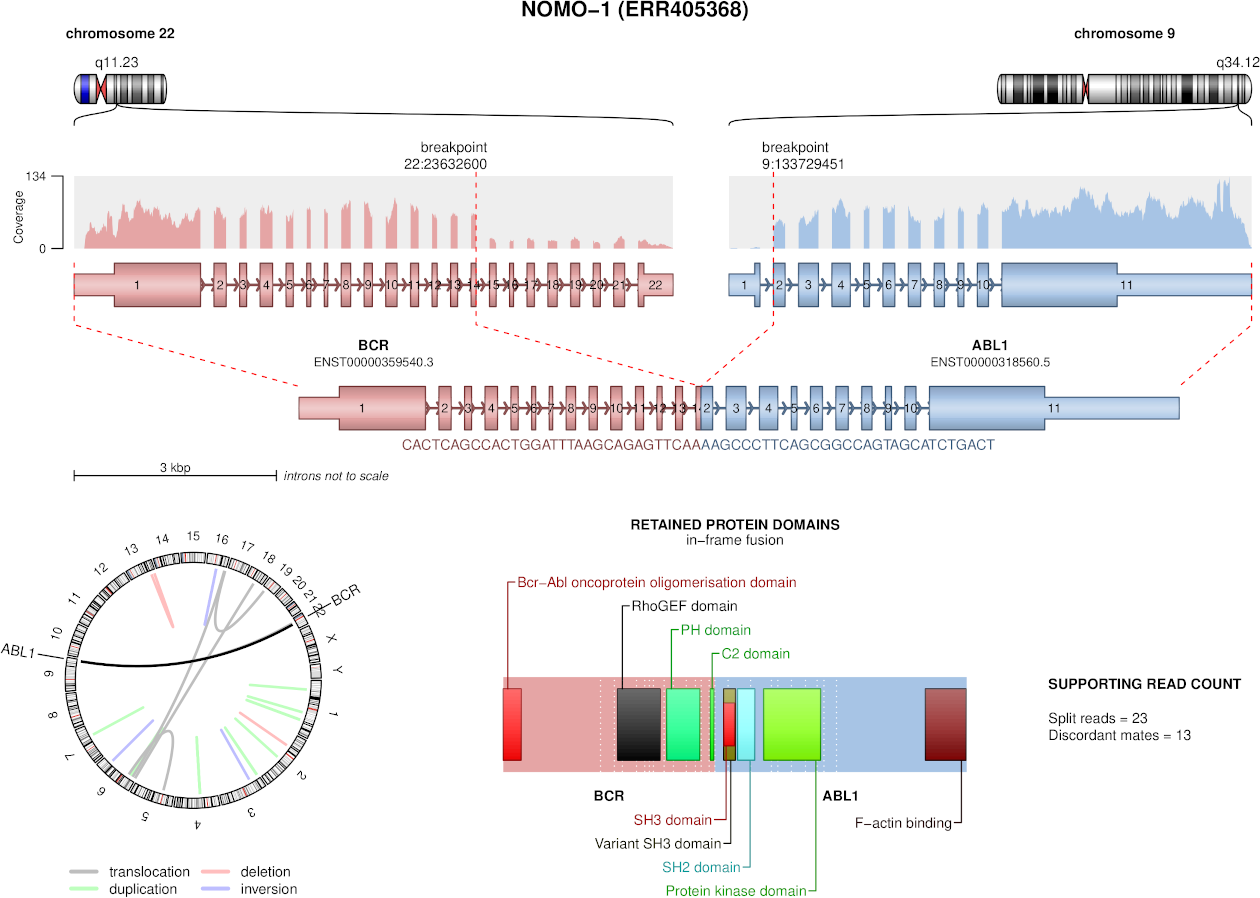 NOMO−1 (ERR405368)
chromosome 22
chromosome 9
q11.23
q34.12
breakpoint
22:23632600
breakpoint
9:133729451
Coverage
134
0
1 2 3 4 5 6 7 8 9 10 11 12 13 14 15 16 17 18 19 20 21 22
1 2 3 4 5 6 7 8 9 10 11
BCR
ENST00000359540.3
ABL1
ENST00000318560.5
1 2 3 4 5 6 7 8 9 10 11 12 13 14 2 3 4 5 6 7 8 9 10 11
CACTCAGCCACTGGATTTAAGCAGAGTTCAAAAGCCCTTCAGCGGCCAGTAGCATCTGACT
3 kbp
introns not to scale
12 13 14 15 16 17 18 19 20 21 22
BCR
X
Y
1
2
3
4
5
6
7
8
9
ABL1
10
11
translocation
deletion
duplication
inversion
RETAINED PROTEIN DOMAINS
in−frame fusion
Bcr−Abl oncoprotein oligomerisation domain
RhoGEF domain
PH domain
C2 domain
BCR
ABL1
SH3 domain
Variant SH3 domain
SH2 domain
Protein kinase domain
F−actin binding
SUPPORTING READ COUNT
Split reads = 23
Discordant mates = 13